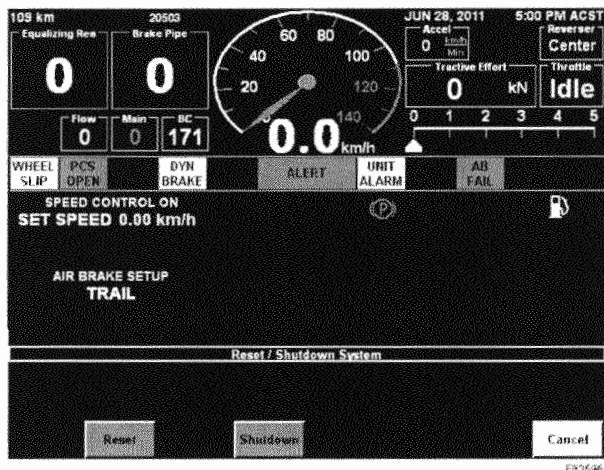 109 km
20503
JUN 28, 2011
5:00 PM ACST
Equalizing Res
Brake Pipe
0
0
Flow
0
Main
0
BC
171
0
20
40
60
80
100
120
140
0.0 km/h
Accel
0 km/h
Min
Reverser
Center
Tractive Effort
0 kN
Throttle
Idle
0 1 2 3 4 5
WHEEL SLIP
PCS OPEN
DYN BRAKE
ALERT
UNIT ALARM
AB FAIL
SPEED CONTROL ON
SET SPEED 0.00 km/h
P
AIR BRAKE SETUP
TRAIL
Reset / Shutdown System
Reset
Shutdown
Cancel